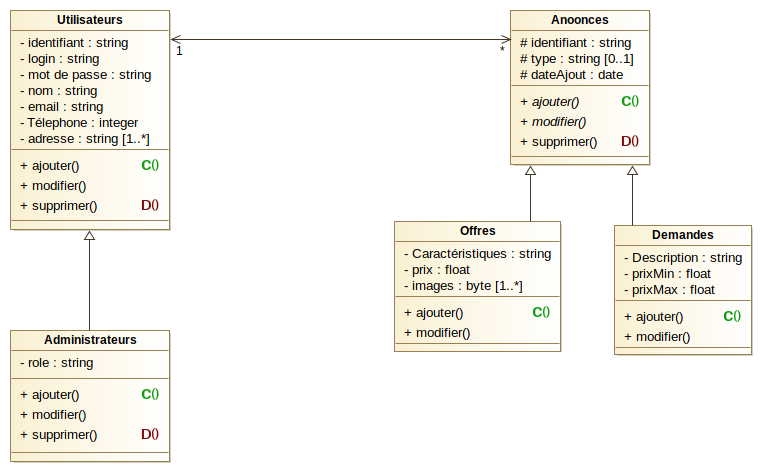 Utilisateurs
- identifiant : string
- login : string
- mot de passe : string
- nom : string
- email : string
- Télephone : integer
- adresse : string [1..*]
+ ajouter() C()
+ modifier()
+ supprimer() D()
1
*
Anoonces
# identifiant : string
# type : string [0..1]
# dateAjout : date
+ ajouter() C()
+ modifier()
+ supprimer() D()
Offres
- Caractéristiques : string
- prix : float
- images : byte [1..*]
+ ajouter() C()
+ modifier()
Demandes
- Description : string
- prixMin : float
- prixMax : float
+ ajouter() C()
+ modifier()
Administrateurs
- role : string
+ ajouter() C()
+ modifier()
+ supprimer() D()